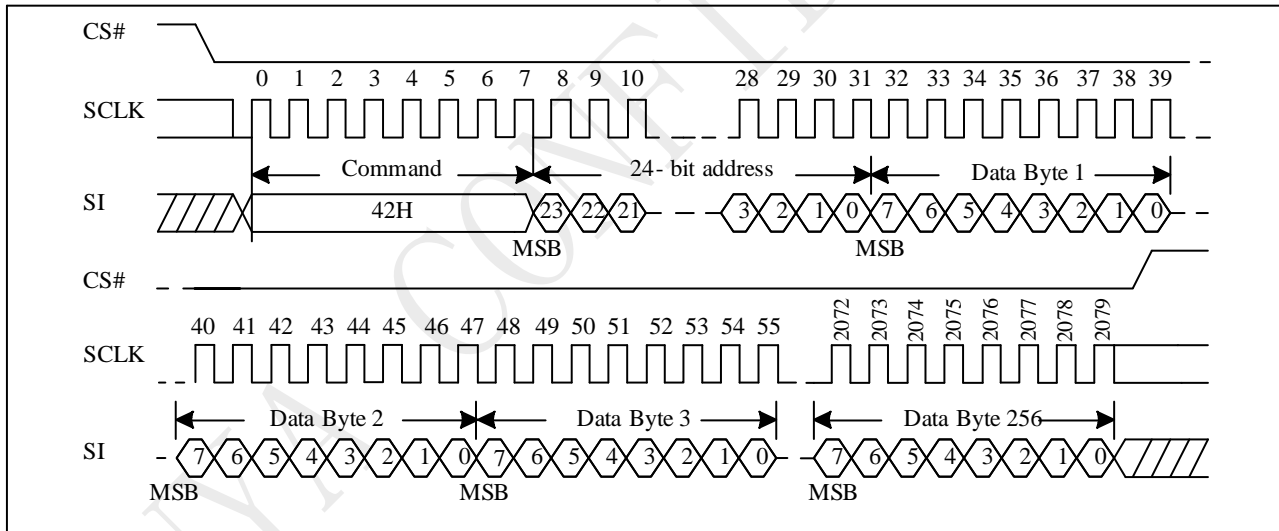 CS#
0 1 2 3 4 5 6 7 8 9 10 28 29 30 31 32 33 34 35 36 37 38 39
SCLK
Command 24- bit address Data Byte 1
SI 42H 23 22 21 3 2 1 0 7 6 5 4 3 2 1 0
MSB MSB
CS#
40 41 42 43 44 45 46 47 48 49 50 51 52 53 54 55 2072 2073 2074 2075 2076 2077 2078 2079
SCLK
Data Byte 2 Data Byte 3 Data Byte 256
SI 7 6 5 4 3 2 1 0 7 6 5 4 3 2 1 0 7 6 5 4 3 2 1 0
MSB MSB MSB